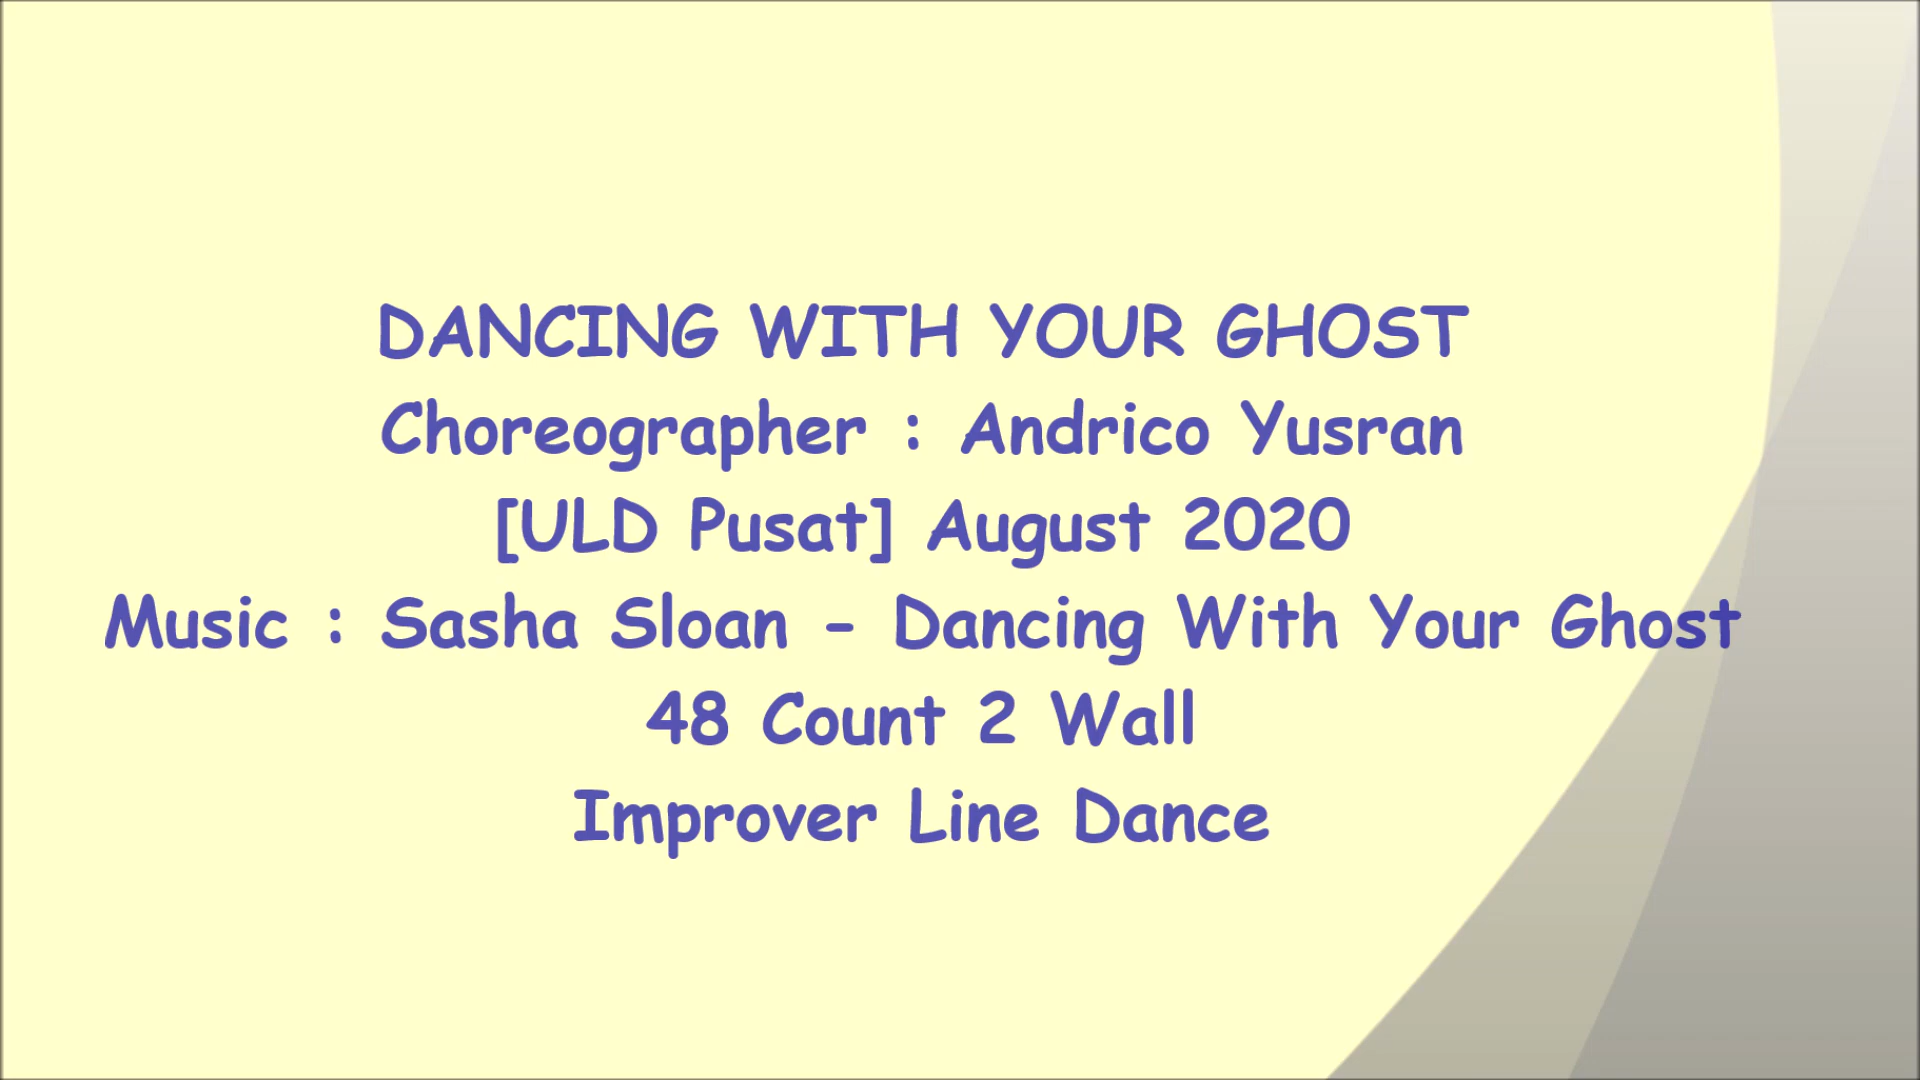 DANCING WITH YOUR GHOST
Choreographer : Andrico Yusran
[ULD Pusat] August 2020
Music : Sasha Sloan - Dancing With Your Ghost
48 Count 2 Wall
Improver Line Dance